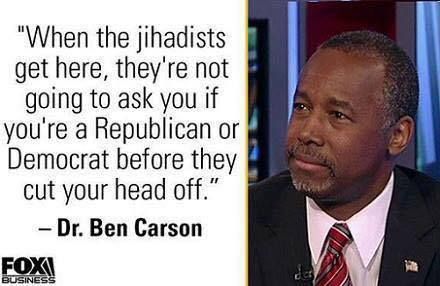 "When the jihadists
get here, they're not
going to ask you if
you're a Republican or
Democrat before they
cut your head off.”
– Dr. Ben Carson
FOX
BUSINESS